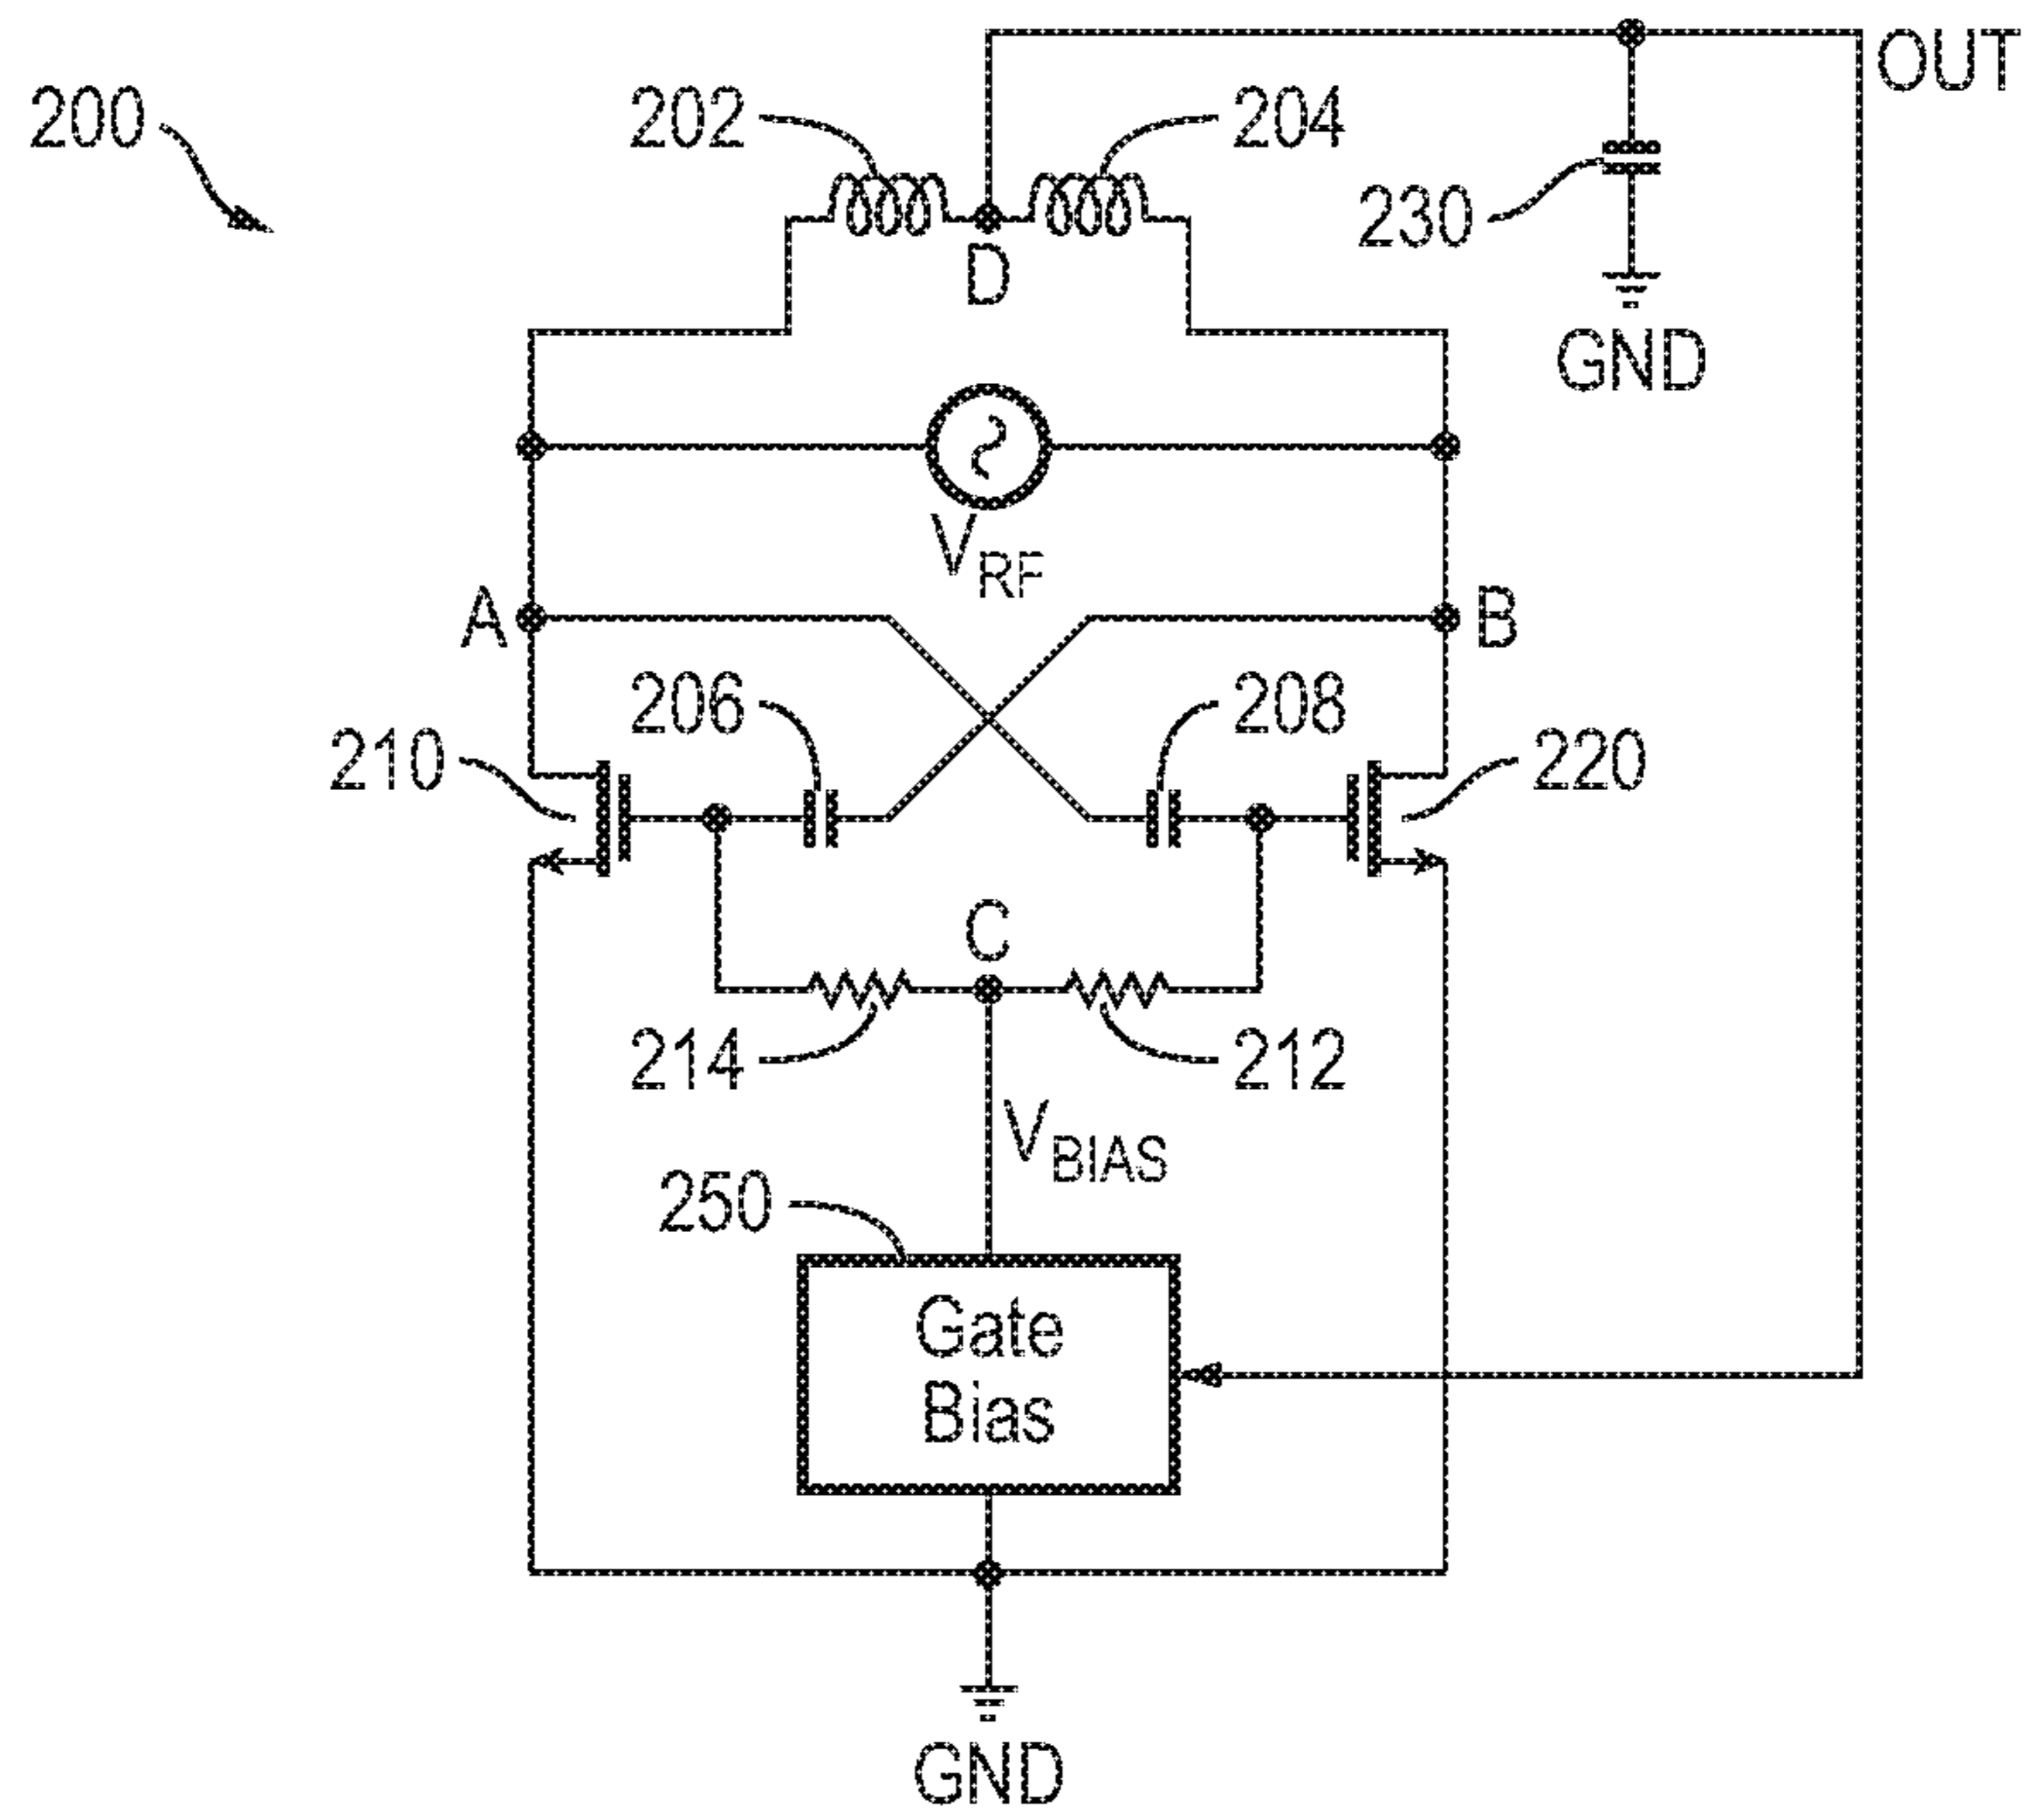 OUT
200
202
204
230
D
GND
V_RF
A
B
206
208
210
220
C
214
212
V_BIAS
250
Gate
Bias
GND